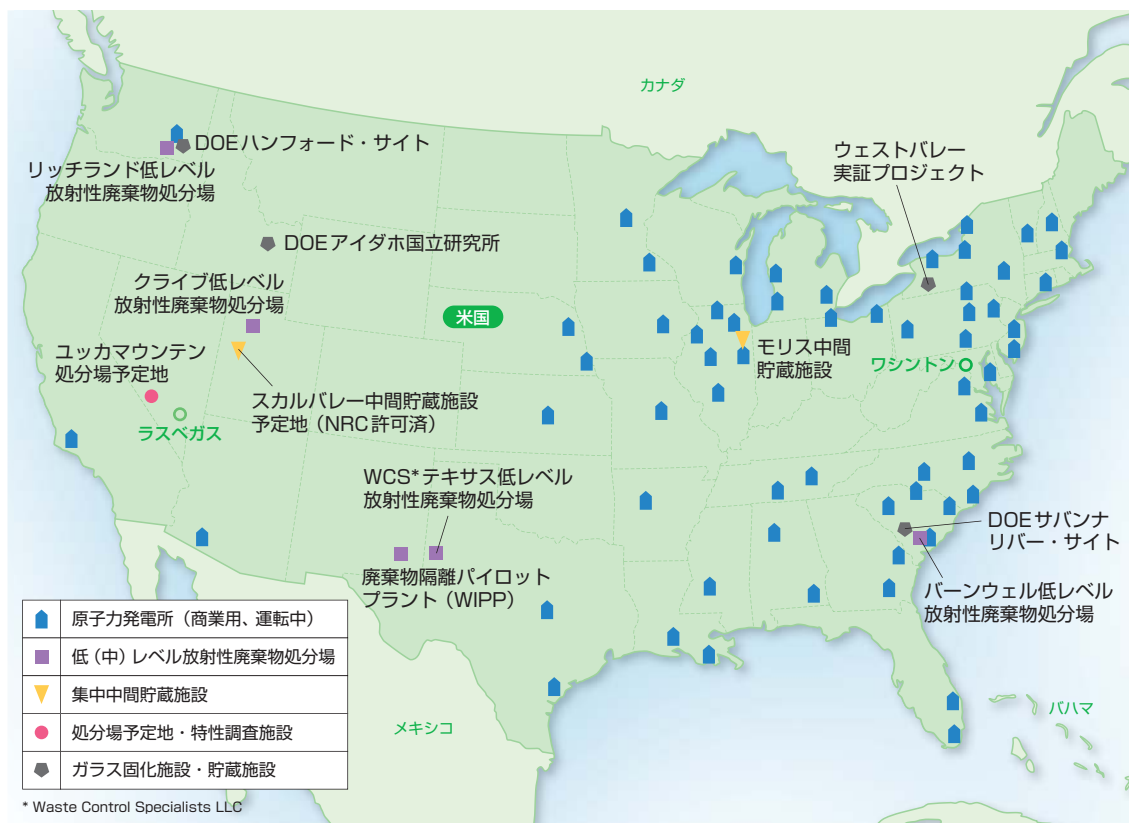 カナダ
DOEハンフォード・サイト
リッチランド低レベル
放射性廃棄物処分場
ウェストバレー
実証プロジェクト
DOEアイダホ国立研究所
クライブ低レベル
放射性廃棄物処分場
米国
ユッカマウンテン
処分場予定地
モリス中間
貯蔵施設
ワシントン
スカルバレー中間貯蔵施設
予定地(NRC許可済)
ラスベガス
WCS*テキサス低レベル
放射性廃棄物処分場
DOEサバンナ
リバー・サイト
廃棄物隔離パイロット
プラント(WIPP)
バーンウェル低レベル
放射性廃棄物処分場
原子力発電所(商業用、運転中)
低(中)レベル放射性廃棄物処分場
集中中間貯蔵施設
処分場予定地・特性調査施設
ガラス固化施設・貯蔵施設
メキシコ
バハマ
* Waste Control Specialists LLC